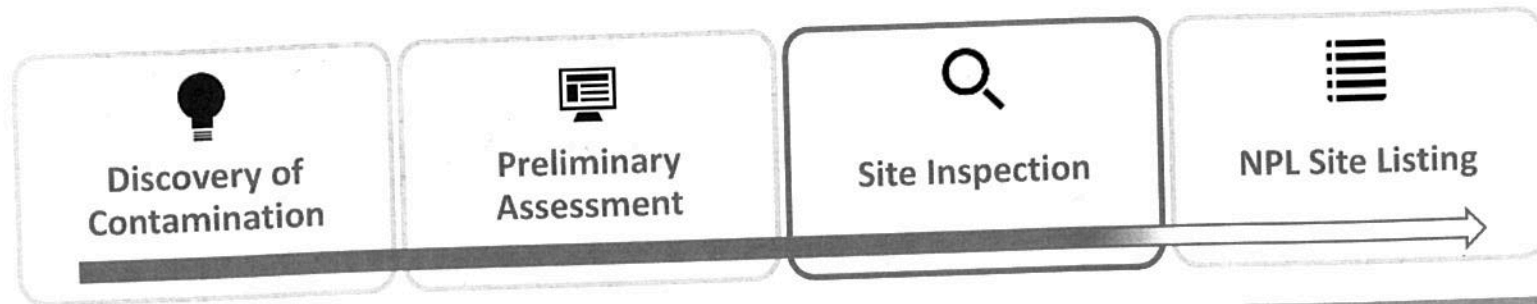 Discovery of
Contamination
Preliminary
Assessment
Site Inspection
NPL Site Listing